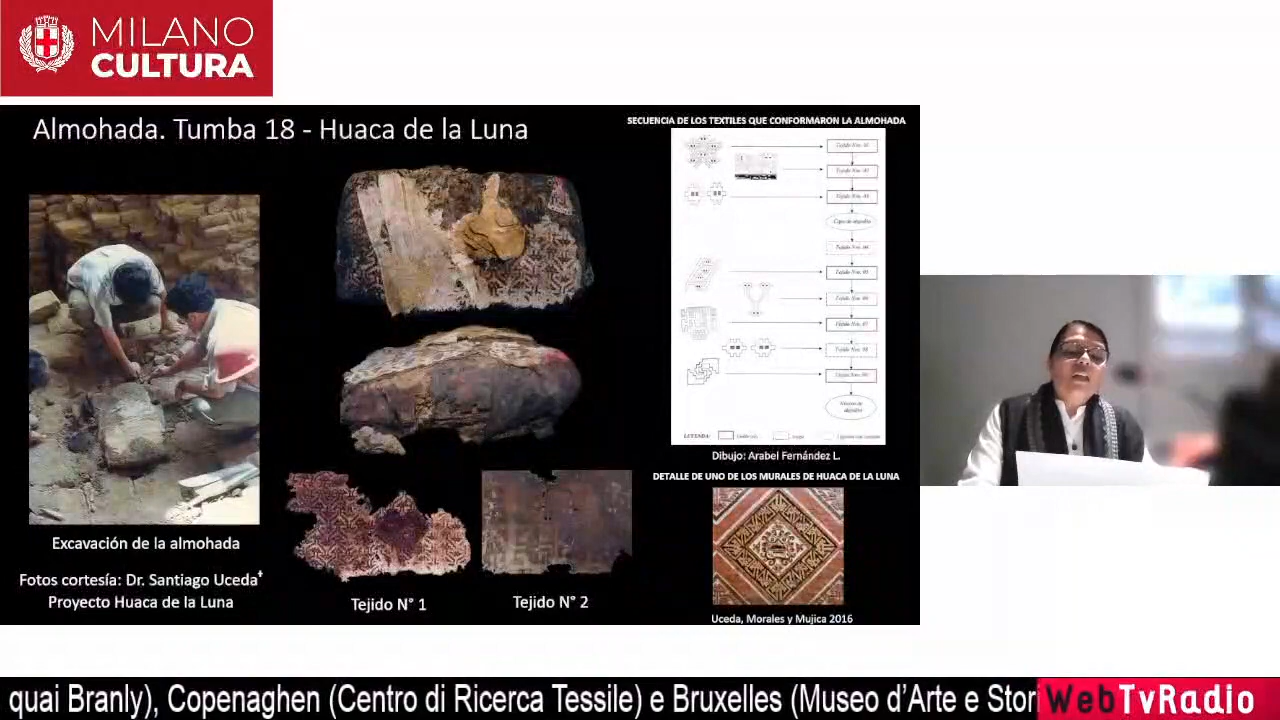 MILANO
CULTURA
Almohada. Tumba 18 - Huaca de la Luna
SECUENCIA DE LOS TEXTILES QUE CONFORMARON LA ALMOHADA
Dibujo: Arabel Fernández L.
DETALLE DE UNO DE LOS MURALES DE HUACA DE LA LUNA
Excavación de la almohada
Fotos cortesía: Dr. Santiago Uceda†
Proyecto Huaca de la Luna
Tejido N° 1
Tejido N° 2
Uceda, Morales y Mujica 2016
quai Branly), Copenaghen (Centro di Ricerca Tessile) e Bruxelles (Museo d'Arte e Stori
WebTvRadio